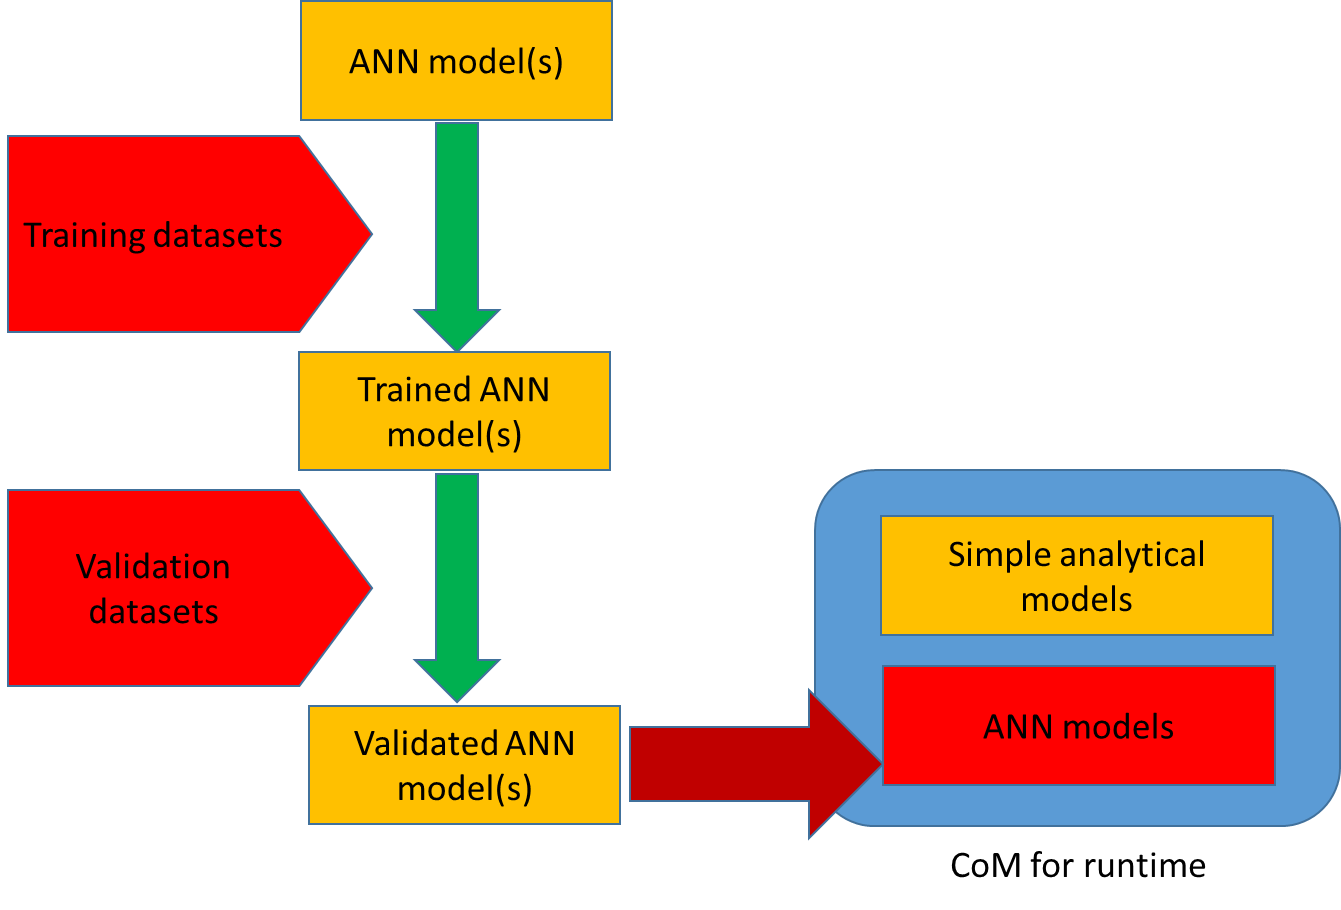 ANN model(s)
Training datasets
Trained ANN
model(s)
Validation
datasets
Validated ANN
model(s)
Simple analytical
models
ANN models
CoM for runtime